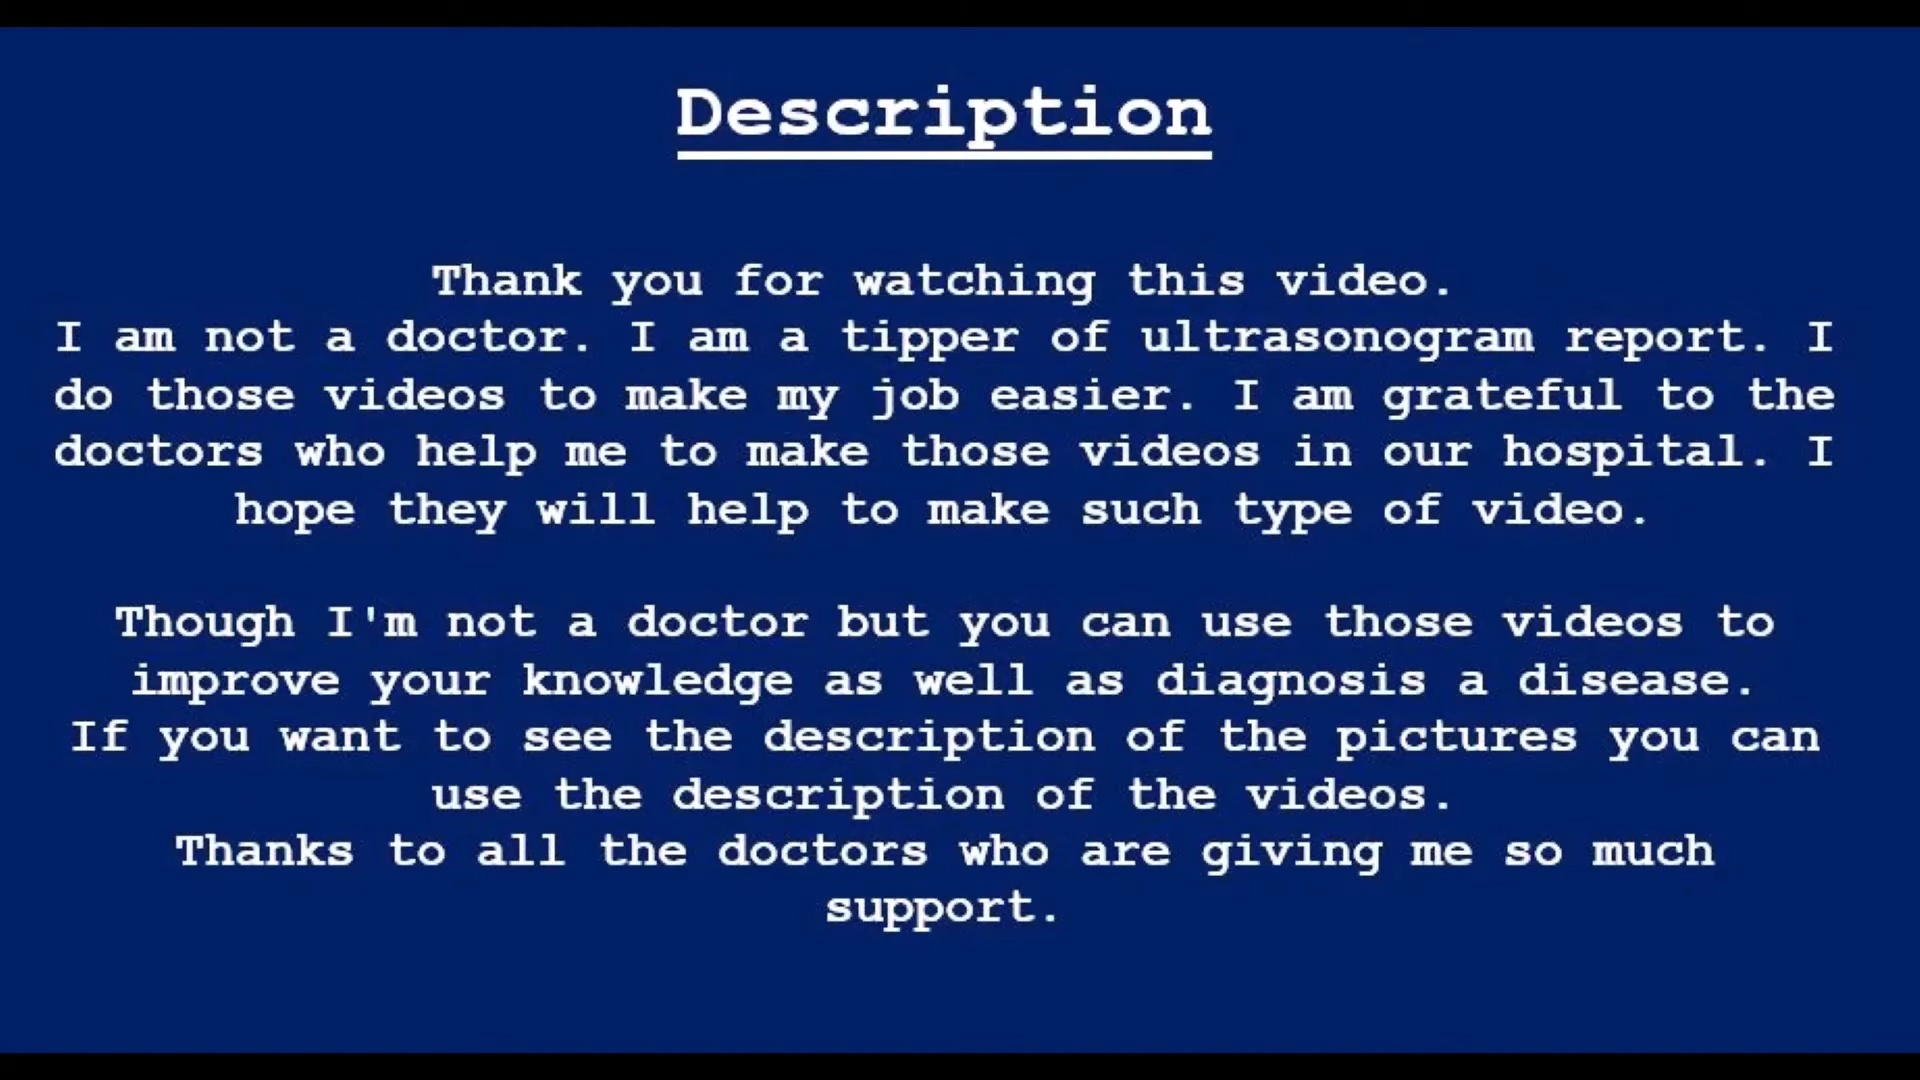 Description
Thank you for watching this video.
I am not a doctor. I am a tipper of ultrasonogram report. I
do those videos to make my job easier. I am grateful to the
doctors who help me to make those videos in our hospital. I
hope they will help to make such type of video.
Though I'm not a doctor but you can use those videos to
improve your knowledge as well as diagnosis a disease.
If you want to see the description of the pictures you can
use the description of the videos.
Thanks to all the doctors who are giving me so much
support.